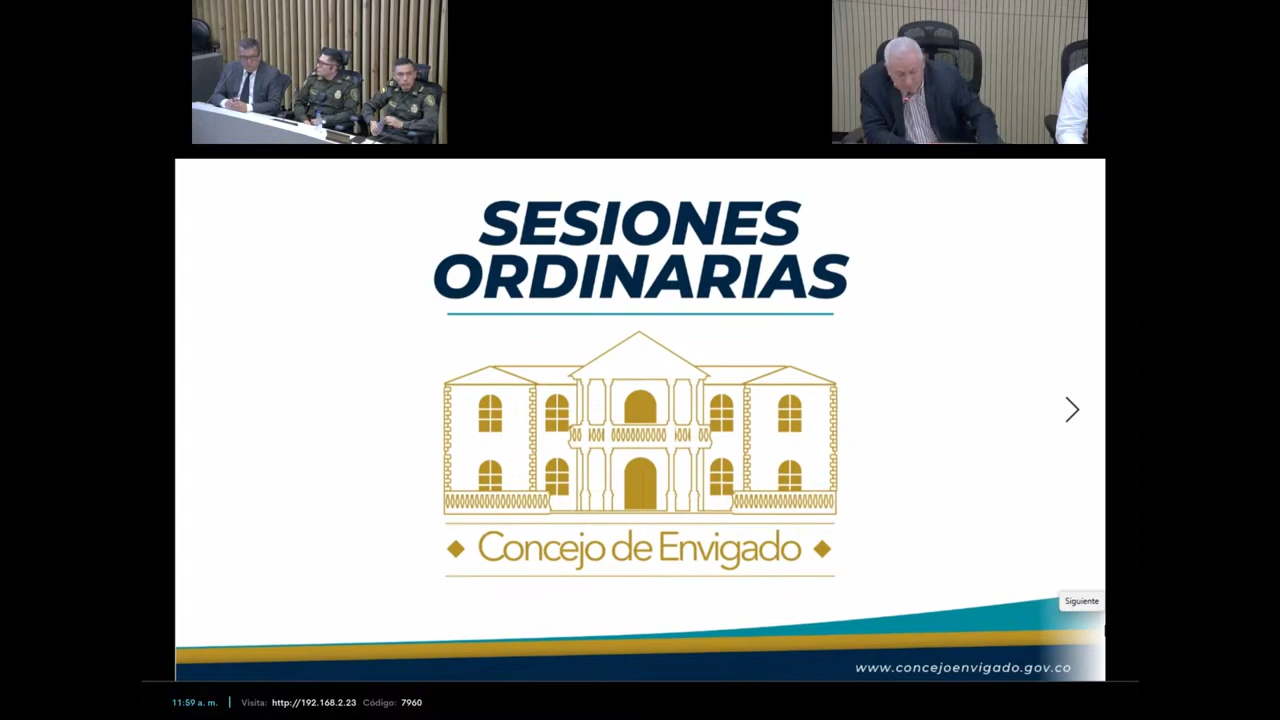 SESIONES
ORDINARIAS
Concejo de Envigado
Siguiente
www.concejoenvigado.gov.co
11:59 a. m. | Visita: http://192.168.2.23 Código: 7960